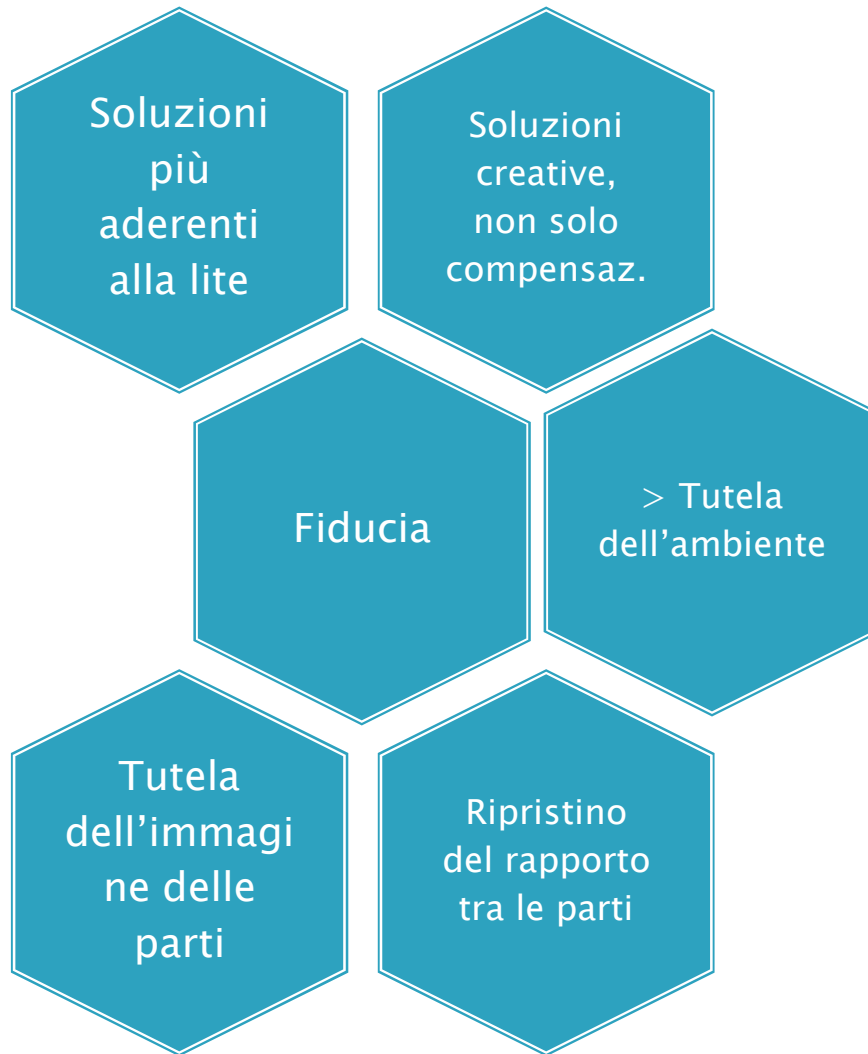 Soluzioni
più
aderenti
alla lite
Soluzioni
creative,
non solo
compensaz.
Fiducia
> Tutela
dell’ambiente
Tutela
dell’immagi
ne delle
parti
Ripristino
del rapporto
tra le parti